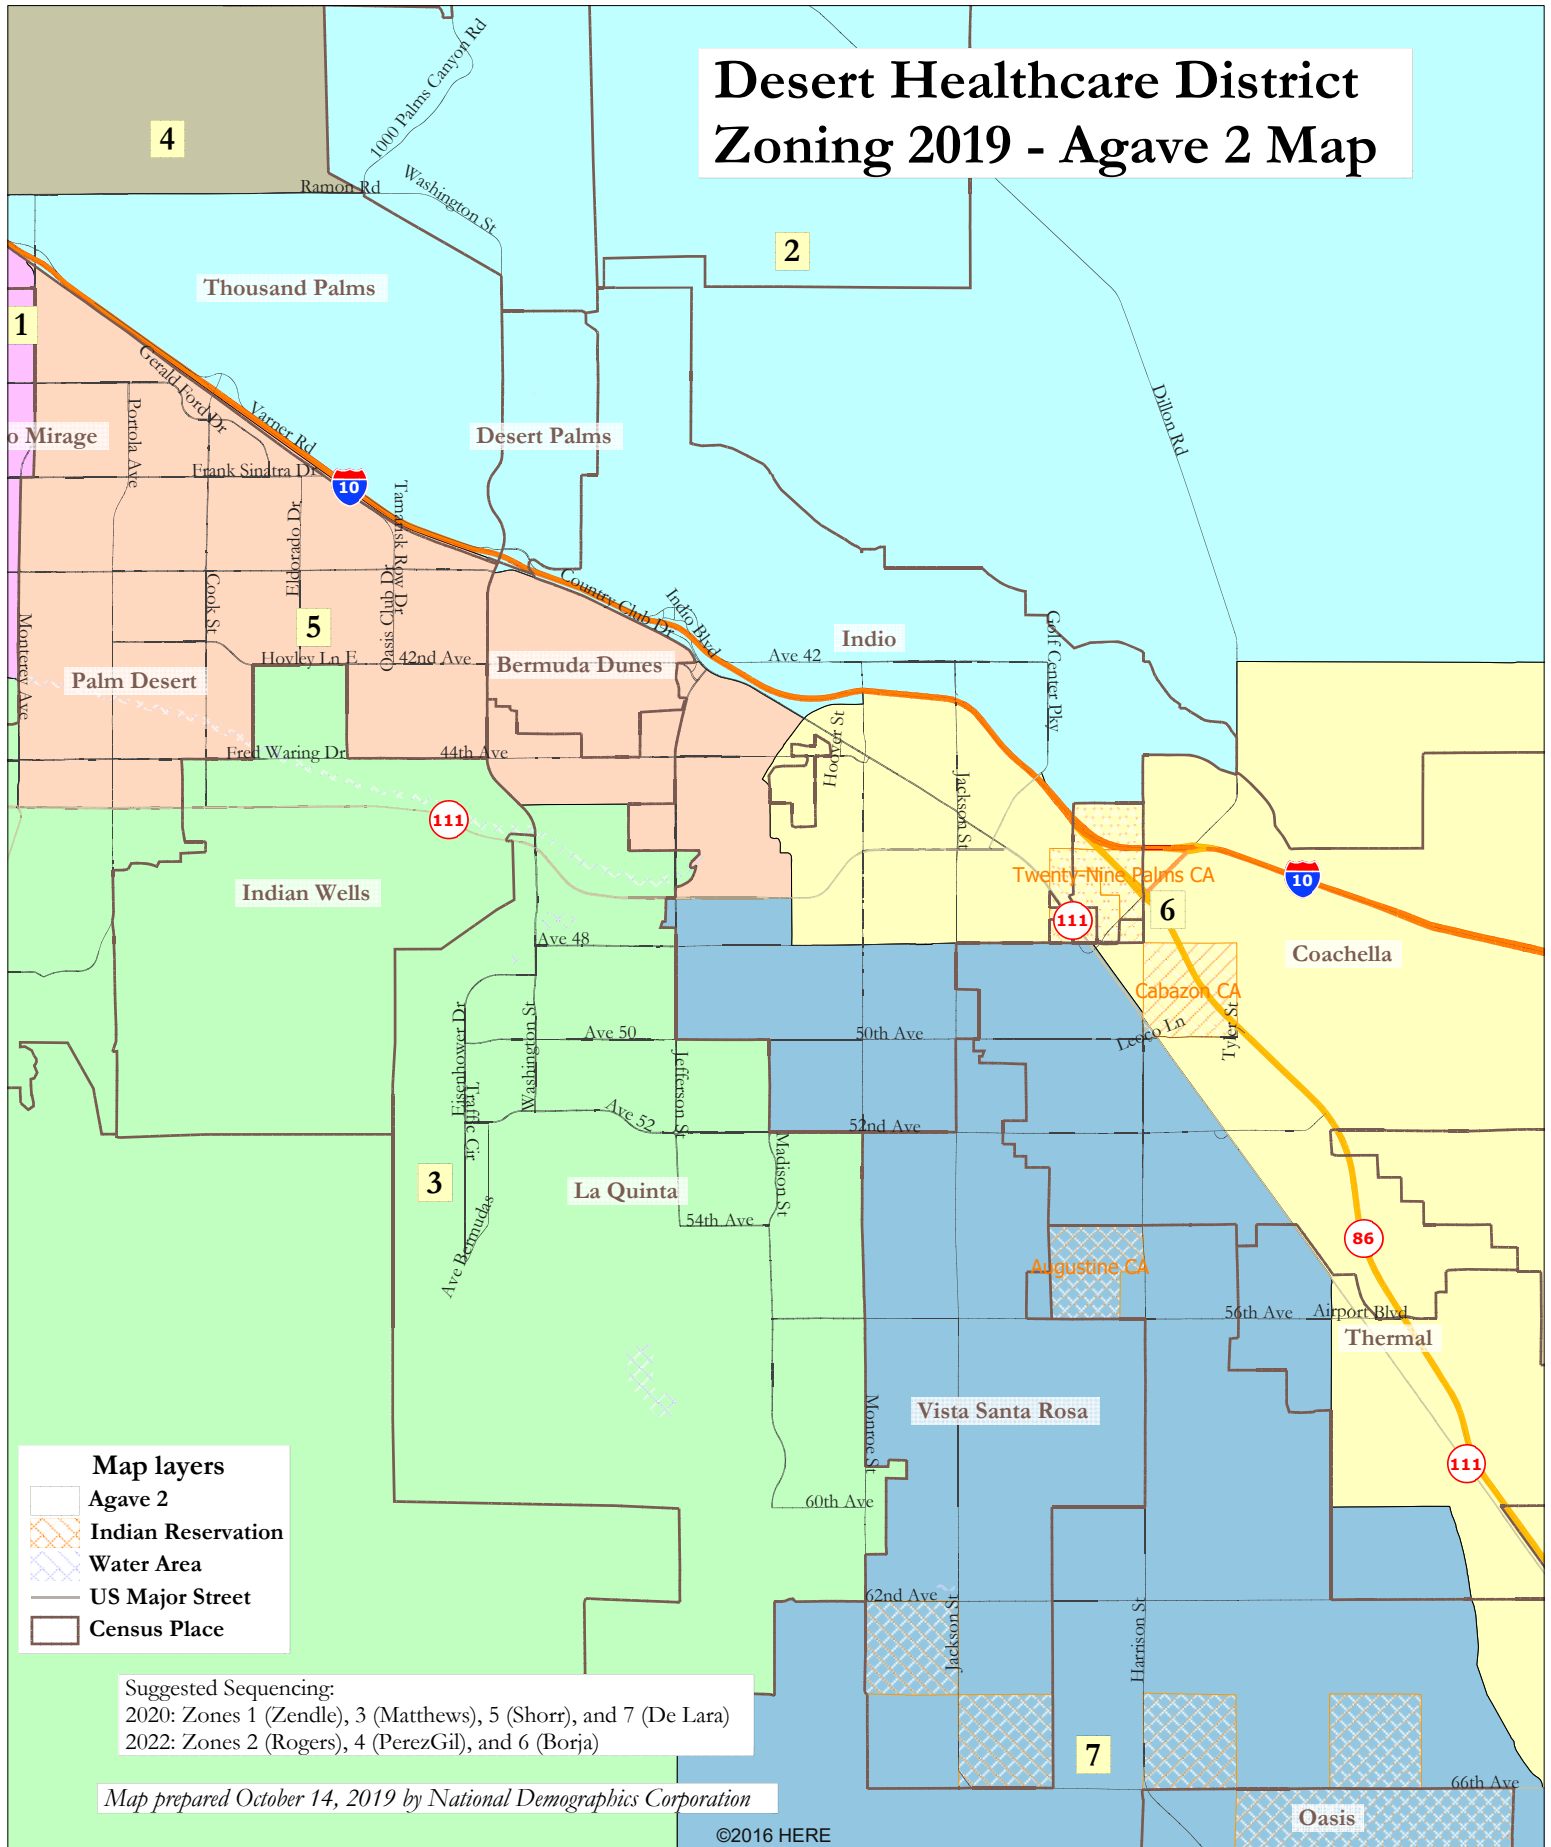 Desert Healthcare District
Zoning 2019 - Agave 2 Map
1000 Palms Canyon Rd
4
Ramon Rd
Washington St
2
Thousand Palms
1
Gerald Ford Dr
Varner Rd
Portola Ave
o Mirage
Desert Palms
Dillon Rd
Frank Sinatra Dr
10
Tamarisk Row Dr
Eldorado Dr
Cook St
Oasis Club Dr
Country Club Dr
Indio Blvd
Monterey Ave
5
Indio
Golf Center Pky
Hovley Ln E
42nd Ave
Bermuda Dunes
Ave 42
Palm Desert
Hoover St
Fred Waring Dr
44th Ave
Jackson St
111
Twenty-Nine Palms CA
10
Indian Wells
6
111
Ave 48
Coachella
Cabazon CA
Eisenhower Dr
Washington St
Ave 50
50th Ave
Leoco Ln
Tyler St
Jefferson St
Traffic Cir
Ave 52
52nd Ave
Madison St
3
La Quinta
54th Ave
Ave Bermudas
86
Augustine CA
56th Ave
Airport Blvd
Thermal
Monroe St
Vista Santa Rosa
111
60th Ave
62nd Ave
Jackson St
Harrison St
Map layers
Agave 2
Indian Reservation
Water Area
US Major Street
Census Place
Suggested Sequencing:
2020: Zones 1 (Zendle), 3 (Matthews), 5 (Shorr), and 7 (De Lara)
2022: Zones 2 (Rogers), 4 (PerezGil), and 6 (Borja)
7
66th Ave
Map prepared October 14, 2019 by National Demographics Corporation
Oasis
©2016 HERE